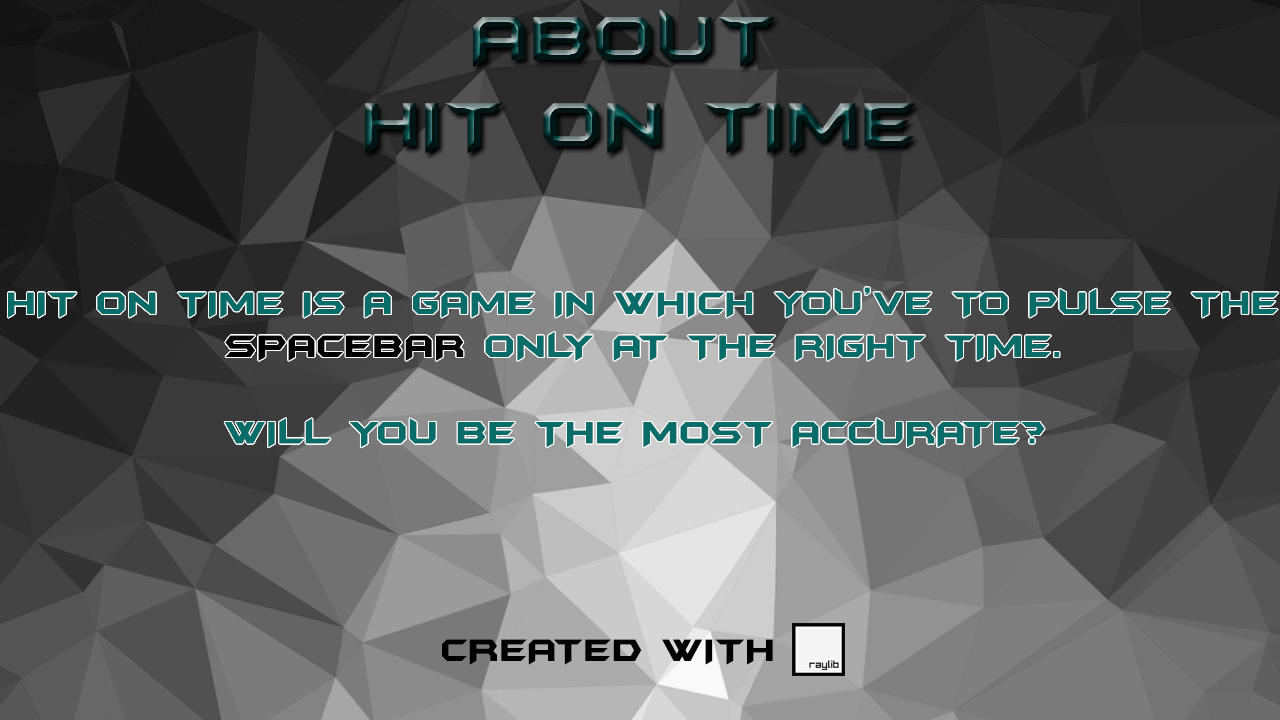 ABOUT
HIT ON TIME
HIT ON TIME IS A GAME IN WHICH YOU'VE TO PULSE THE
SPACEBAR ONLY AT THE RIGHT TIME.
WILL YOU BE THE MOST ACCURATE?
CREATED WITH raylib